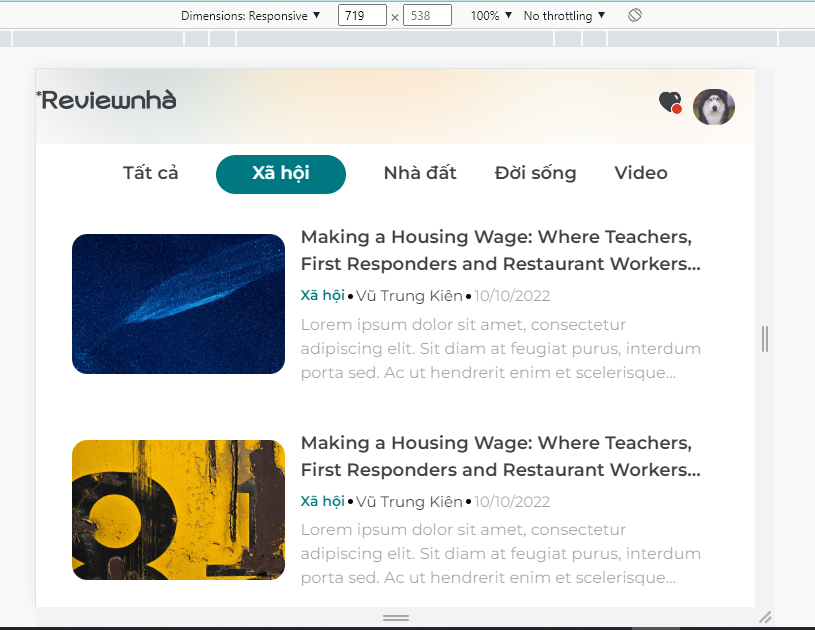 Dimensions: Responsive ▼ 719 × 538 100% ▼ No throttling ▼
*Reviewnhà
Tất cả Xã hội Nhà đất Đời sống Video
Making a Housing Wage: Where Teachers,
First Responders and Restaurant Workers...
Xã hội • Vũ Trung Kiên • 10/10/2022
Lorem ipsum dolor sit amet, consectetur
adipiscing elit. Sit diam at feugiat purus, interdum
porta sed. Ac ut hendrerit enim et scelerisque...
81
Making a Housing Wage: Where Teachers,
First Responders and Restaurant Workers...
Xã hội • Vũ Trung Kiên • 10/10/2022
Lorem ipsum dolor sit amet, consectetur
adipiscing elit. Sit diam at feugiat purus, interdum
porta sed. Ac ut hendrerit enim et scelerisque...